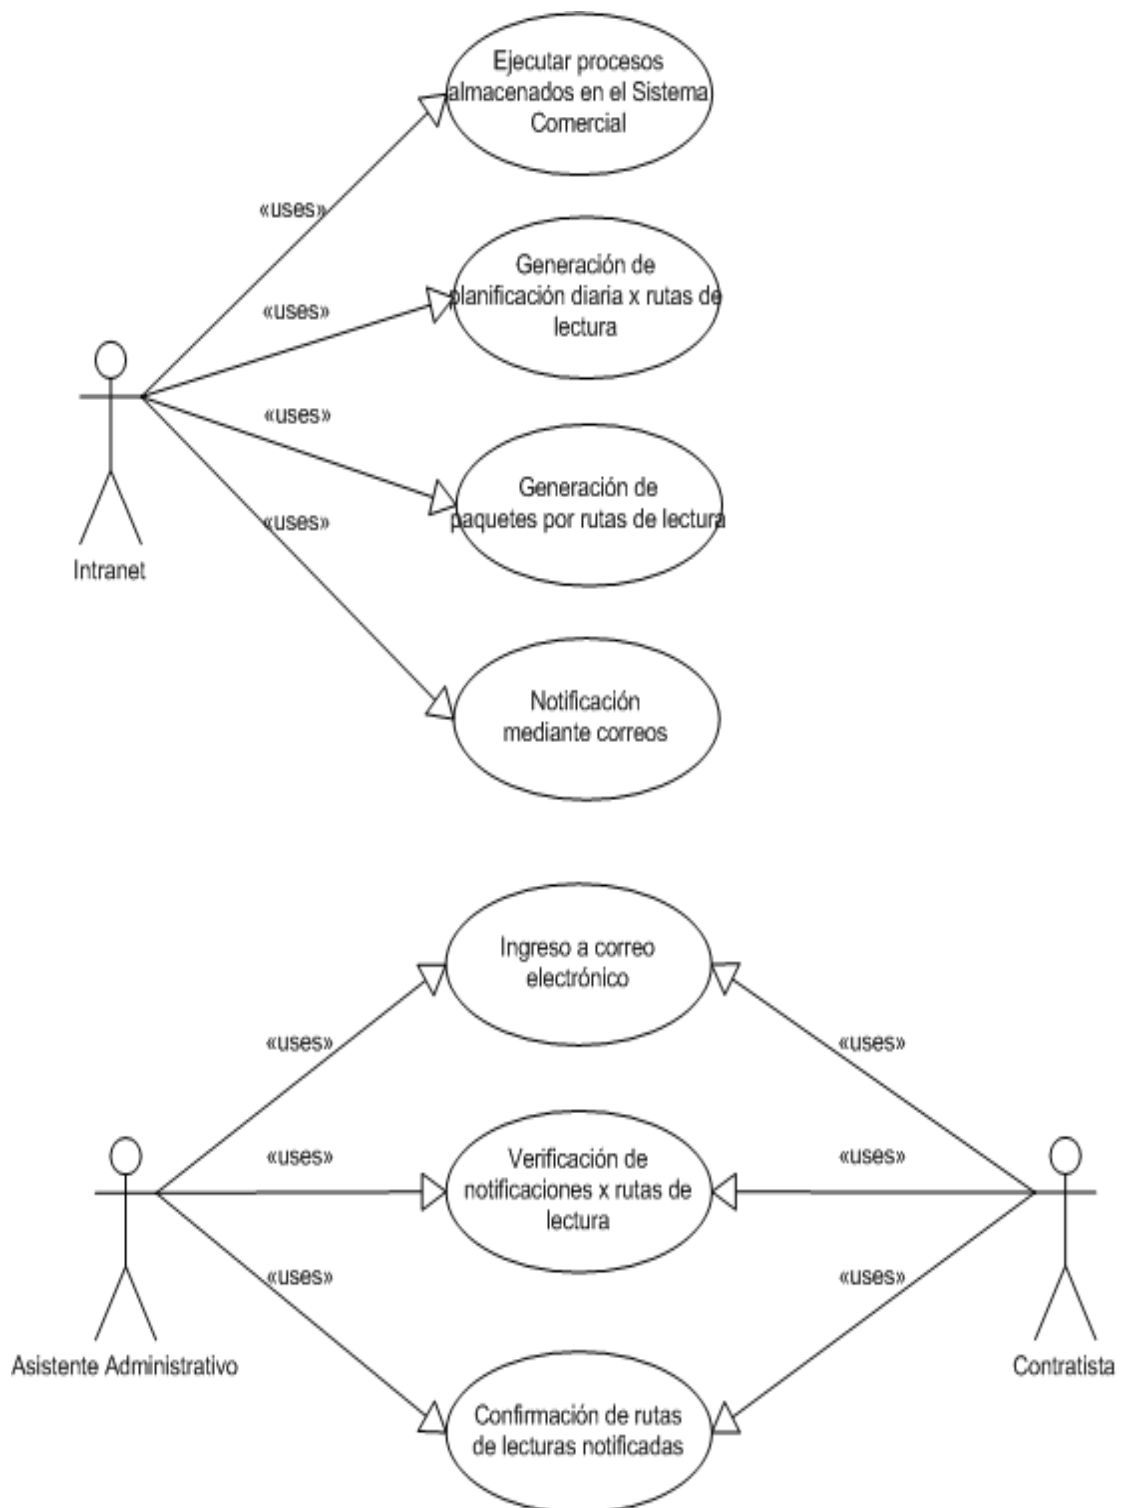 Ejecutar procesos
almacenados en el Sistema
Comercial
«uses»
Generación de
planificación diaria x rutas de
lectura
«uses»
«uses»
Generación de
paquetes por rutas de lectura
«uses»
Intranet
Notificación
mediante correos
Ingreso a correo
electrónico
«uses»
«uses»
Verificación de
notificaciones x rutas de
lectura
«uses»
«uses»
«uses»
«uses»
Asistente Administrativo
Contratista
Confirmación de rutas
de lecturas notificadas